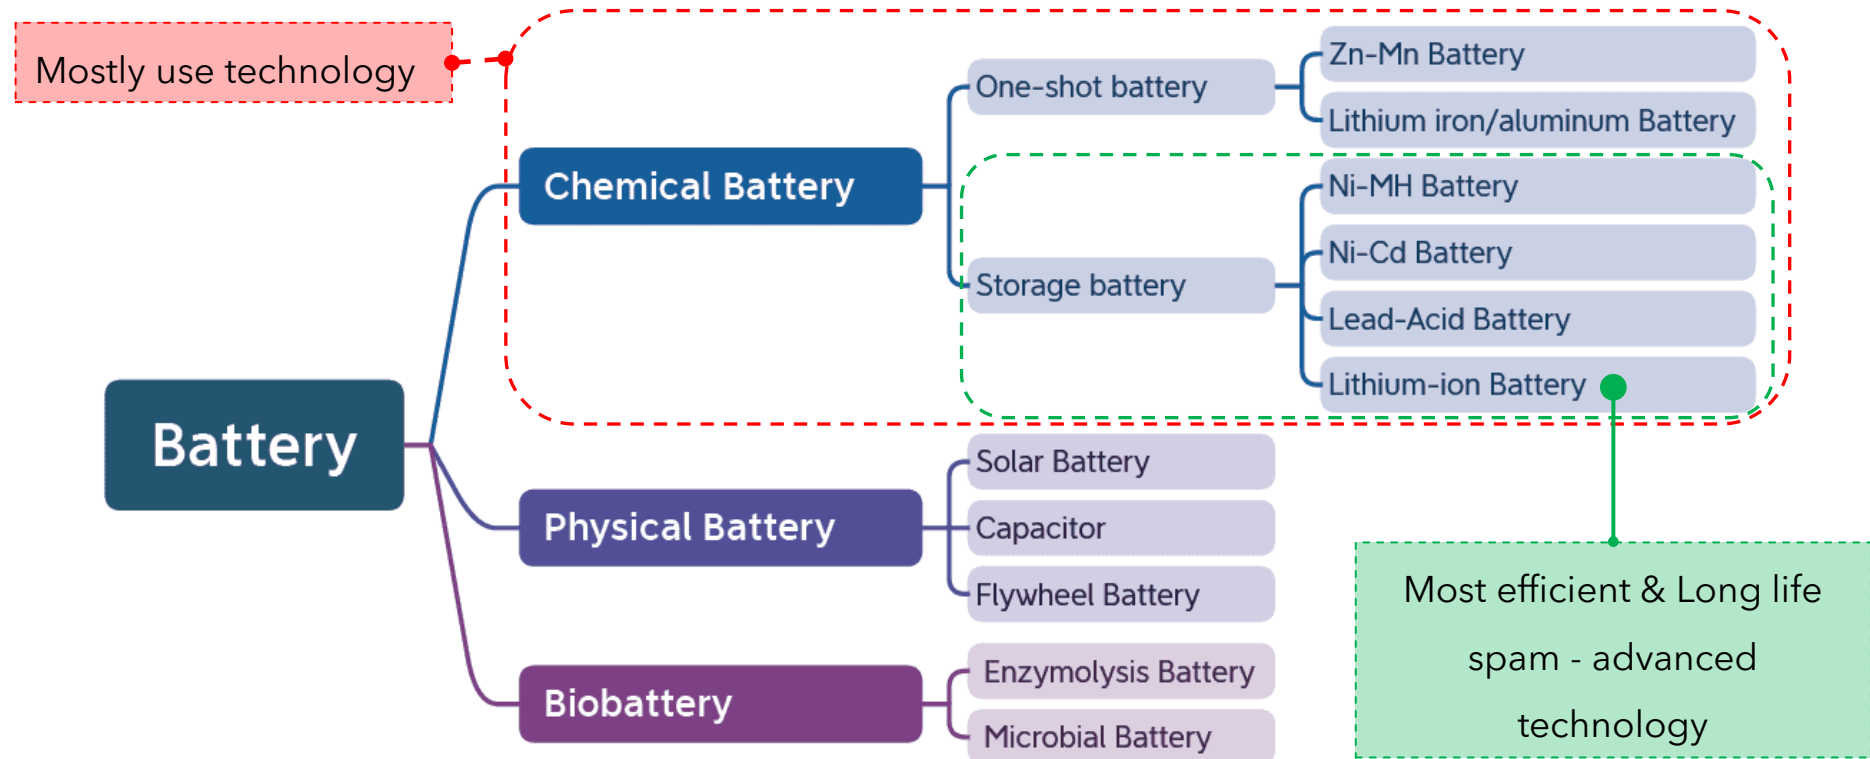 Mostly use technology
Battery
Chemical Battery
One-shot battery
Zn-Mn Battery
Lithium iron/aluminum Battery
Storage battery
Ni-MH Battery
Ni-Cd Battery
Lead-Acid Battery
Lithium-ion Battery
Physical Battery
Solar Battery
Capacitor
Flywheel Battery
Biobattery
Enzymolysis Battery
Microbial Battery
Most efficient & Long life
spam - advanced
technology